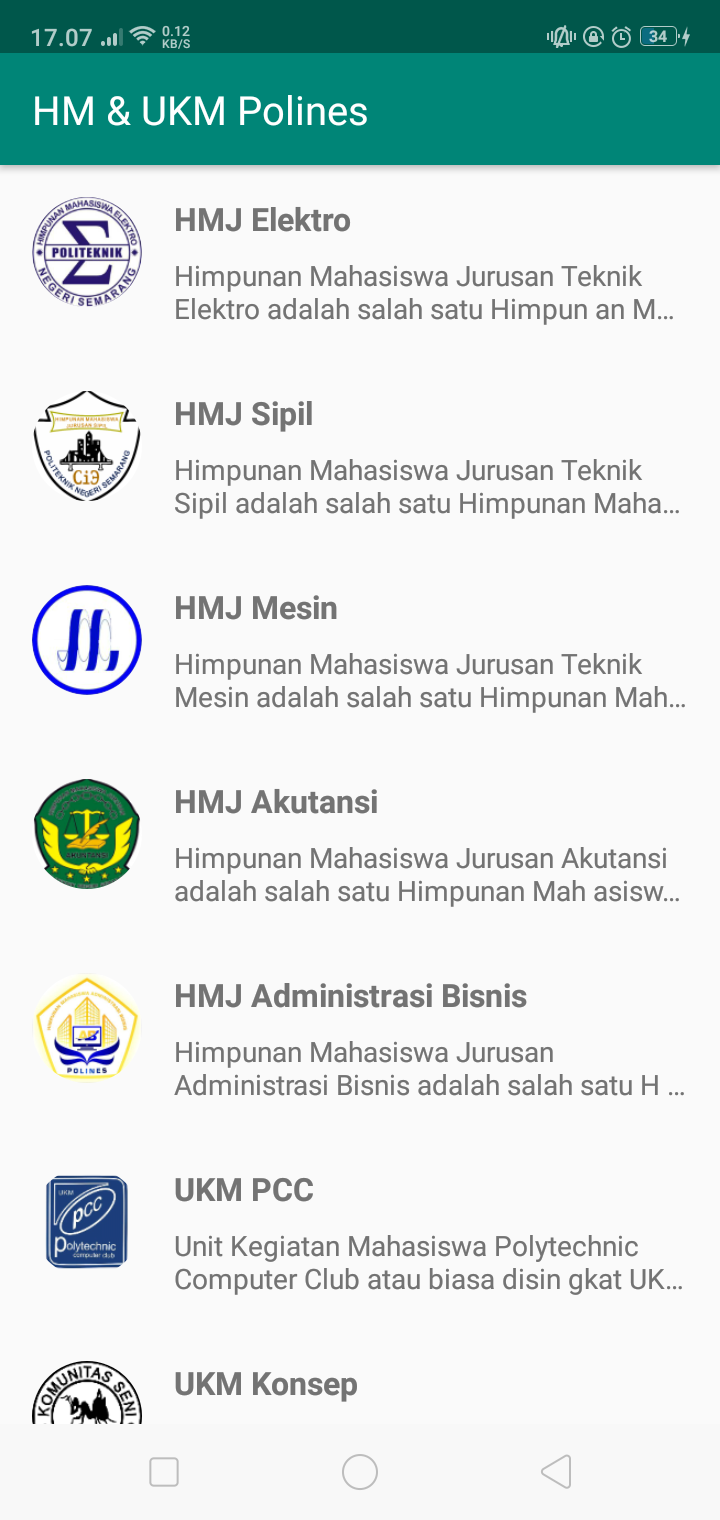 17.07
0.12
KB/S
34
HM & UKM Polines
HIMPUNAN MAHASISWA ELEKTRO
POLITEKNIK
NEGERI SEMARANG
HMJ Elektro
Himpunan Mahasiswa Jurusan Teknik
Elektro adalah salah satu Himpun an M...
HIMPUNAN MAHASISWA
JURUSAN SIPIL
POLITEKNIK NEGERI SEMARANG
HMJ Sipil
Himpunan Mahasiswa Jurusan Teknik
Sipil adalah salah satu Himpunan Maha...
HMJ Mesin
Himpunan Mahasiswa Jurusan Teknik
Mesin adalah salah satu Himpunan Mah...
AKUNTANSI
HMJ Akutansi
Himpunan Mahasiswa Jurusan Akutansi
adalah salah satu Himpunan Mah asisw...
AB
POLINES
HMJ Administrasi Bisnis
Himpunan Mahasiswa Jurusan
Administrasi Bisnis adalah salah satu H ...
UKM
pcc
Polytechnic
computer club
UKM PCC
Unit Kegiatan Mahasiswa Polytechnic
Computer Club atau biasa disin gkat UK...
KOMUNITAS SENI
UKM Konsep